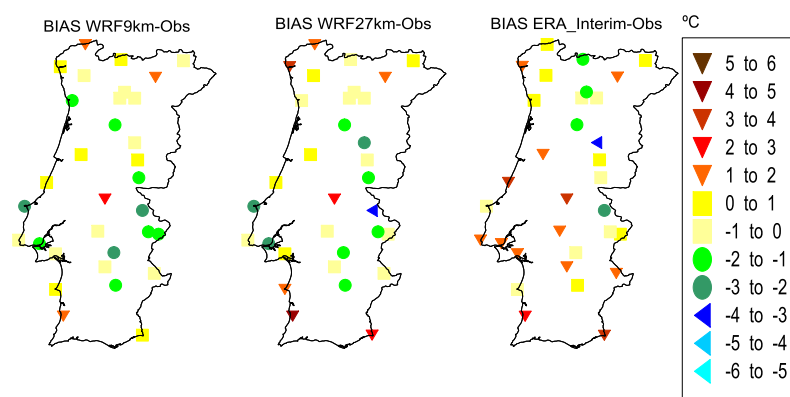 BIAS WRF9km-Obs
BIAS WRF27km-Obs
BIAS ERA_Interim-Obs
ºC
5 to 6
4 to 5
3 to 4
2 to 3
1 to 2
0 to 1
-1 to 0
-2 to -1
-3 to -2
-4 to -3
-5 to -4
-6 to -5